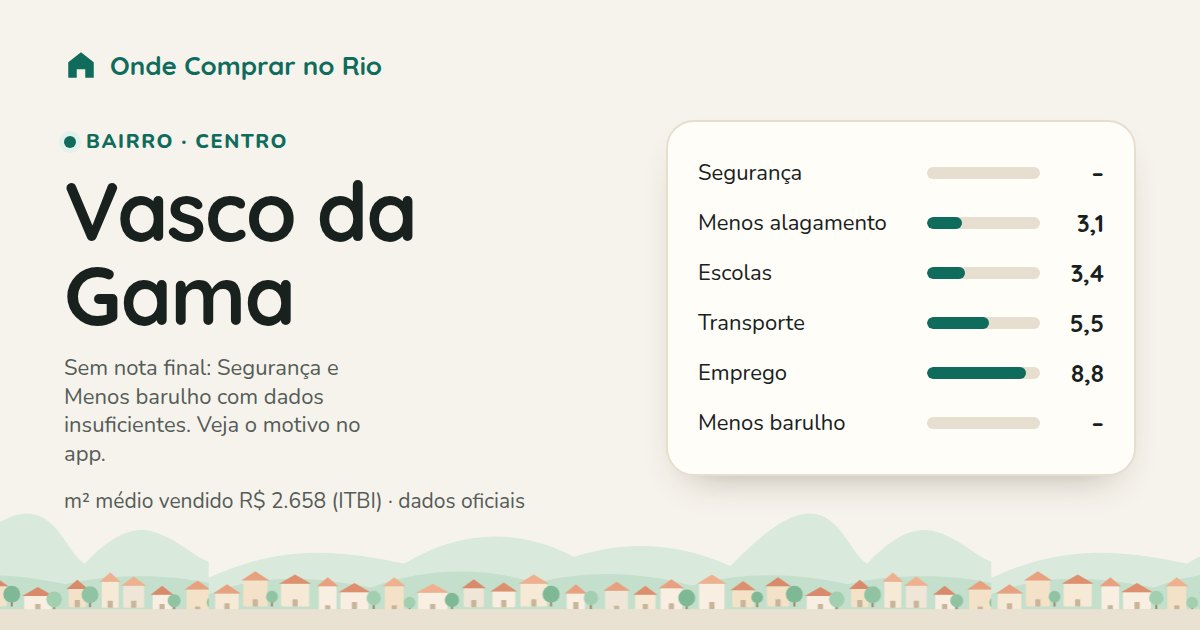 Onde Comprar no Rio
BAIRRO · CENTRO
Vasco da
Gama
Sem nota final: Segurança e
Menos barulho com dados
insuficientes. Veja o motivo no
app.
m² médio vendido R$ 2.658 (ITBI) · dados oficiais
Segurança –
Menos alagamento 3,1
Escolas 3,4
Transporte 5,5
Emprego 8,8
Menos barulho –